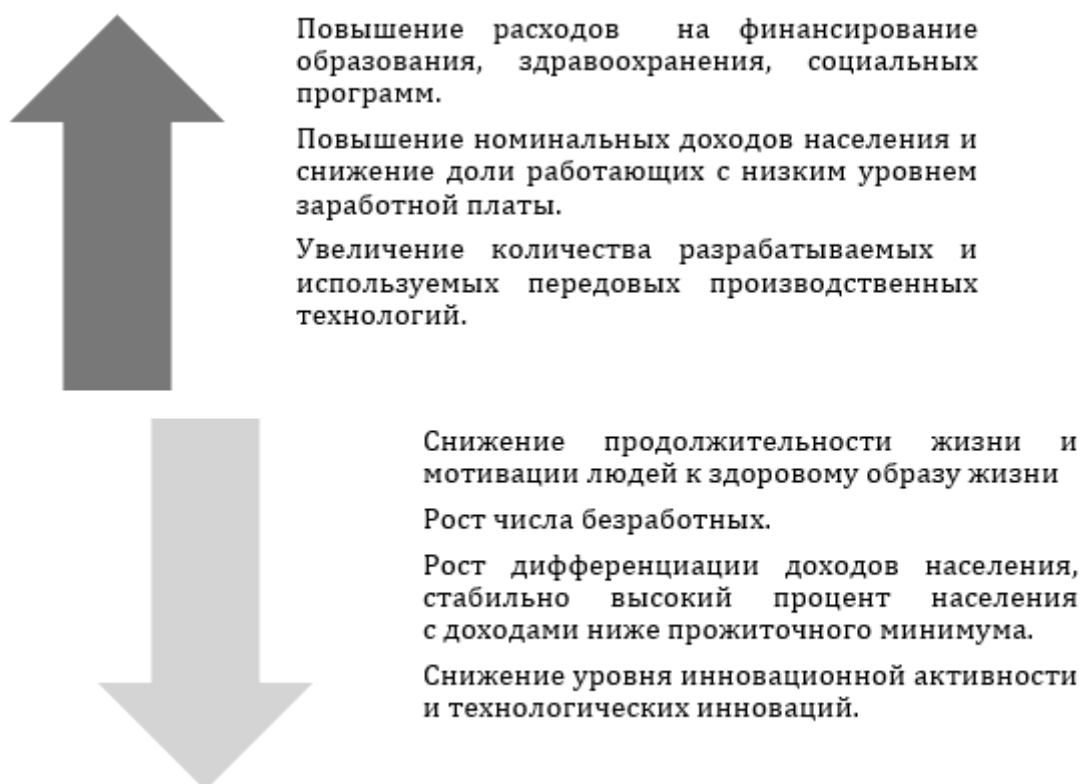 Повышение расходов на финансирование
образования, здравоохранения, социальных
программ.
Повышение номинальных доходов населения и
снижение доли работающих с низким уровнем
заработной платы.
Увеличение количества разрабатываемых и
используемых передовых производственных
технологий.
Снижение продолжительности жизни и
мотивации людей к здоровому образу жизни
Рост числа безработных.
Рост дифференциации доходов населения,
стабильно высокий процент населения
с доходами ниже прожиточного минимума.
Снижение уровня инновационной активности
и технологических инноваций.